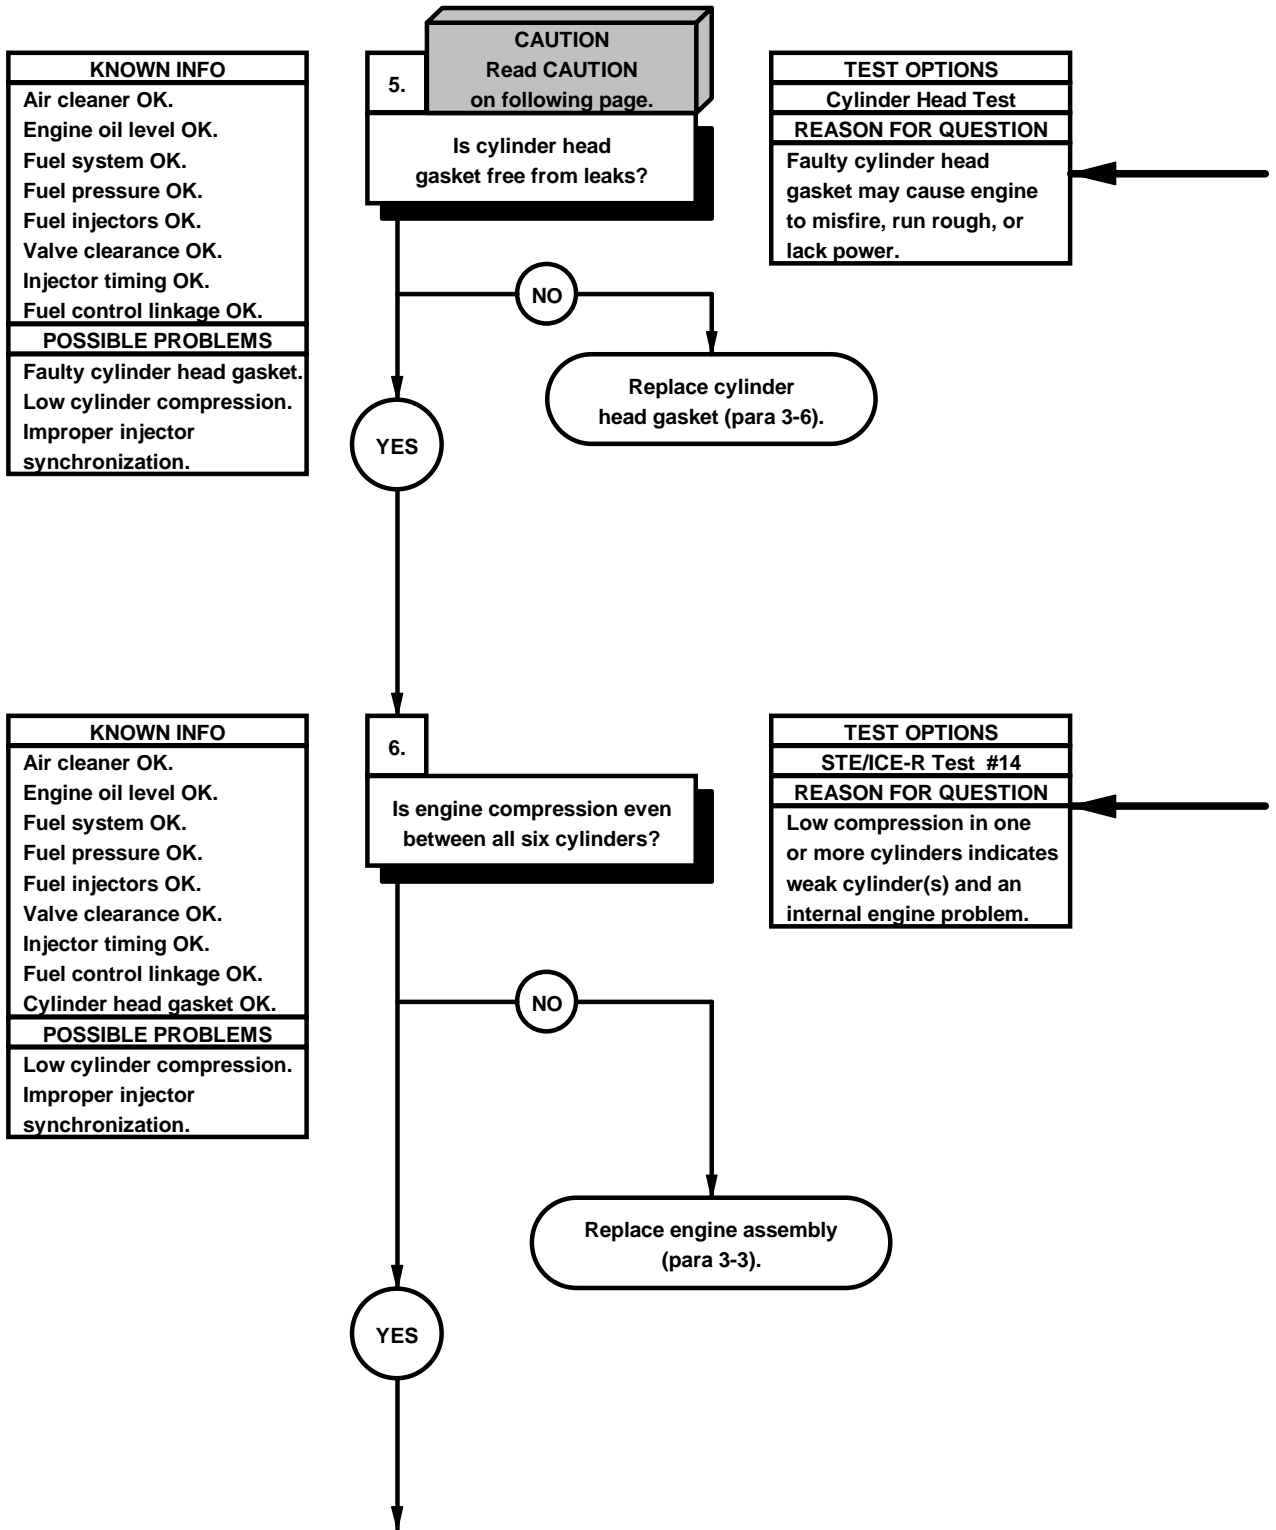 KNOWN INFO
Air cleaner OK.
Engine oil level OK.
Fuel system OK.
Fuel pressure OK.
Fuel injectors OK.
Valve clearance OK.
Injector timing OK.
Fuel control linkage OK.
POSSIBLE PROBLEMS
Faulty cylinder head gasket.
Low cylinder compression.
Improper injector
synchronization.
CAUTION
Read CAUTION
on following page.
5.
Is cylinder head
gasket free from leaks?
TEST OPTIONS
Cylinder Head Test
REASON FOR QUESTION
Faulty cylinder head
gasket may cause engine
to misfire, run rough, or
lack power.
NO
Replace cylinder
head gasket (para 3-6).
YES
KNOWN INFO
Air cleaner OK.
Engine oil level OK.
Fuel system OK.
Fuel pressure OK.
Fuel injectors OK.
Valve clearance OK.
Injector timing OK.
Fuel control linkage OK.
Cylinder head gasket OK.
POSSIBLE PROBLEMS
Low cylinder compression.
Improper injector
synchronization.
6.
Is engine compression even
between all six cylinders?
TEST OPTIONS
STE/ICE-R Test #14
REASON FOR QUESTION
Low compression in one
or more cylinders indicates
weak cylinder(s) and an
internal engine problem.
NO
Replace engine assembly
(para 3-3).
YES